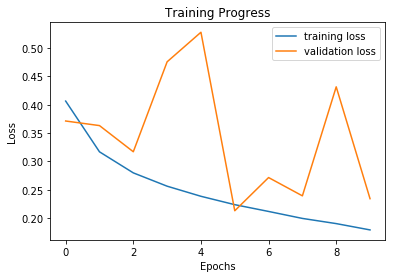 Training Progress
training loss
validation loss
Loss
0.50
0.45
0.40
0.35
0.30
0.25
0.20
0 2 4 6 8
Epochs